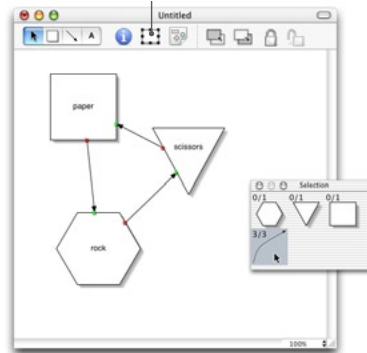 Untitled
A
paper
scissors
rock
Selection
0/1 0/1 0/1
3/3
100%